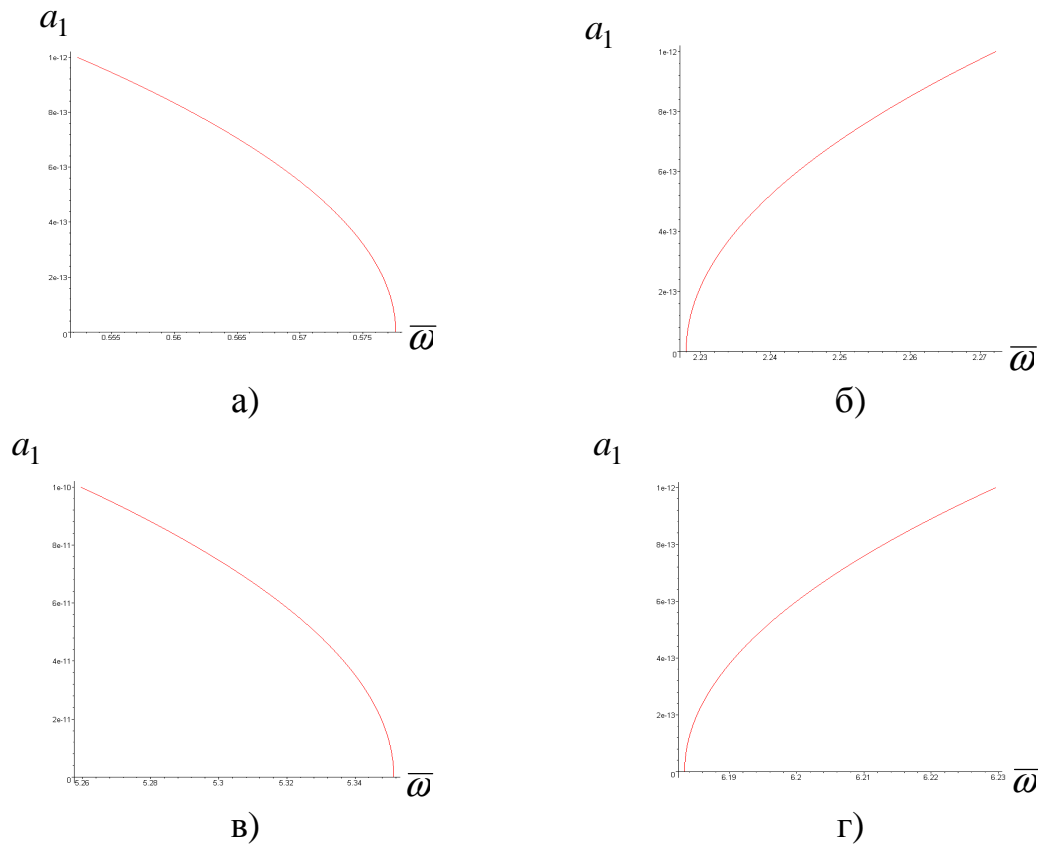 a₁
1e-12
8e-13
6e-13
4e-13
2e-13
0
0.555 0.56 0.565 0.57 0.575
ω̅
а)
a₁
1e-12
8e-13
6e-13
4e-13
2e-13
0
2.23 2.24 2.25 2.26 2.27
ω̅
б)
a₁
1e-10
8e-11
6e-11
4e-11
2e-11
0
5.26 5.28 5.3 5.32 5.34
ω̅
в)
a₁
1e-12
8e-13
6e-13
4e-13
2e-13
0
6.19 6.2 6.21 6.22 6.23
ω̅
г)